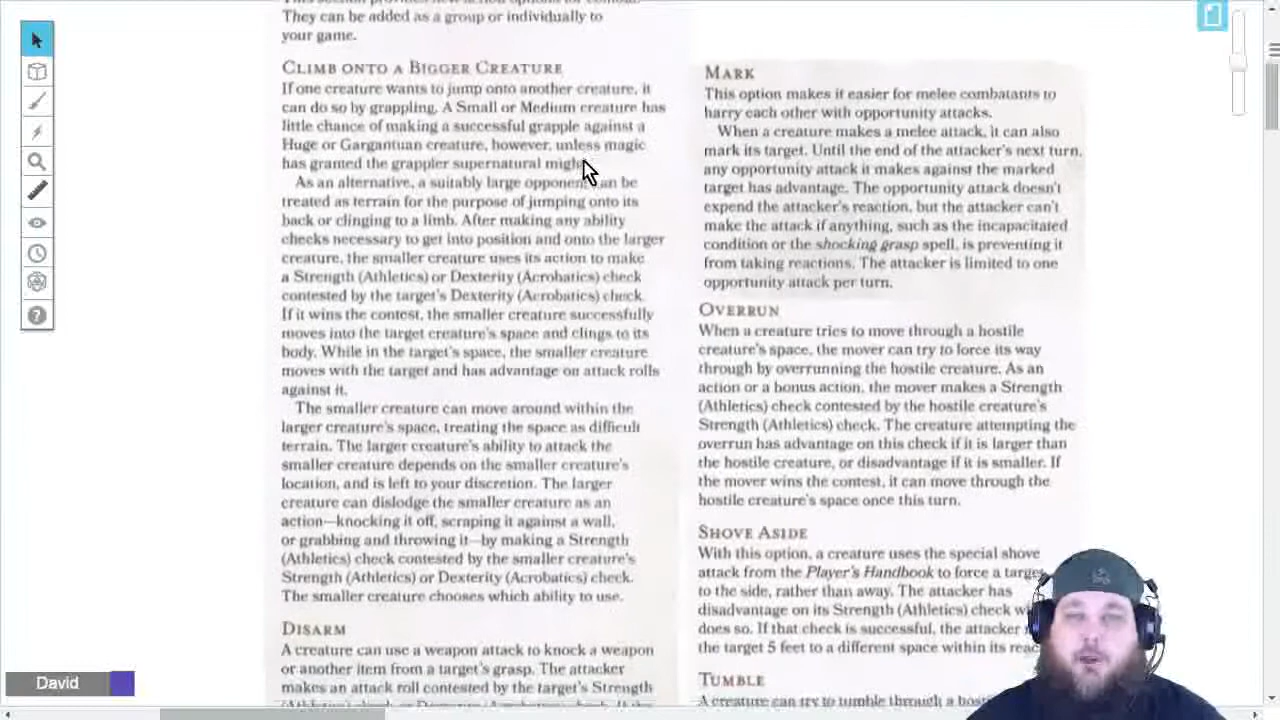 They can be added as a group or individually to
your game.
CLIMB ONTO A BIGGER CREATURE
If one creature wants to jump onto another creature, it
can do so by grappling. A Small or Medium creature has
little chance of making a successful grapple against a
Huge or Gargantuan creature, however, unless magic
has granted the grappler supernatural might
As an alternative, a suitably large opponent can be
treated as terrain for the purpose of jumping onto its
back or clinging to a limb. After making any ability
checks necessary to get into position and onto the larger
creature, the smaller creature uses its action to make
a Strength (Athletics) or Dexterity (Acrobatics) check
contested by the target's Dexterity (Acrobatics) check.
If it wins the contest, the smaller creature successfully
moves into the target creature's space and clings to its
body. While in the target's space, the smaller creature
moves with the target and has advantage on attack rolls
against it.
The smaller creature can move around within the
larger creature's space, treating the space as difficult
terrain. The larger creature's ability to attack the
smaller creature depends on the smaller creature's
location, and is left to your discretion. The larger
creature can dislodge the smaller creature as an
action—knocking it off, scraping it against a wall,
or grabbing and throwing it—by making a Strength
(Athletics) check contested by the smaller creature's
Strength (Athletics) or Dexterity (Acrobatics) check.
The smaller creature chooses which ability to use.
DISARM
A creature can use a weapon attack to knock a weapon
or another item from a target's grasp. The attacker
makes an attack roll contested by the target's Strength
MARK
This option makes it easier for melee combatants to
harry each other with opportunity attacks.
When a creature makes a melee attack, it can also
mark its target. Until the end of the attacker's next turn,
any opportunity attack it makes against the marked
target has advantage. The opportunity attack doesn't
expend the attacker's reaction, but the attacker can't
make the attack if anything, such as the incapacitated
condition or the shocking grasp spell, is preventing it
from taking reactions. The attacker is limited to one
opportunity attack per turn.
OVERRUN
When a creature tries to move through a hostile
creature's space, the mover can try to force its way
through by overrunning the hostile creature. As an
action or a bonus action, the mover makes a Strength
(Athletics) check contested by the hostile creature's
Strength (Athletics) check. The creature attempting the
overrun has advantage on this check if it is larger than
the hostile creature, or disadvantage if it is smaller. If
the mover wins the contest, it can move through the
hostile creature's space once this turn.
SHOVE ASIDE
With this option, a creature uses the special shove
attack from the Player's Handbook to force a target
to the side, rather than away. The attacker has
disadvantage on its Strength (Athletics) check
does so. If that check is successful, the attacker
the target 5 feet to a different space within its
TUMBLE
A creature can try to tumble through a
David